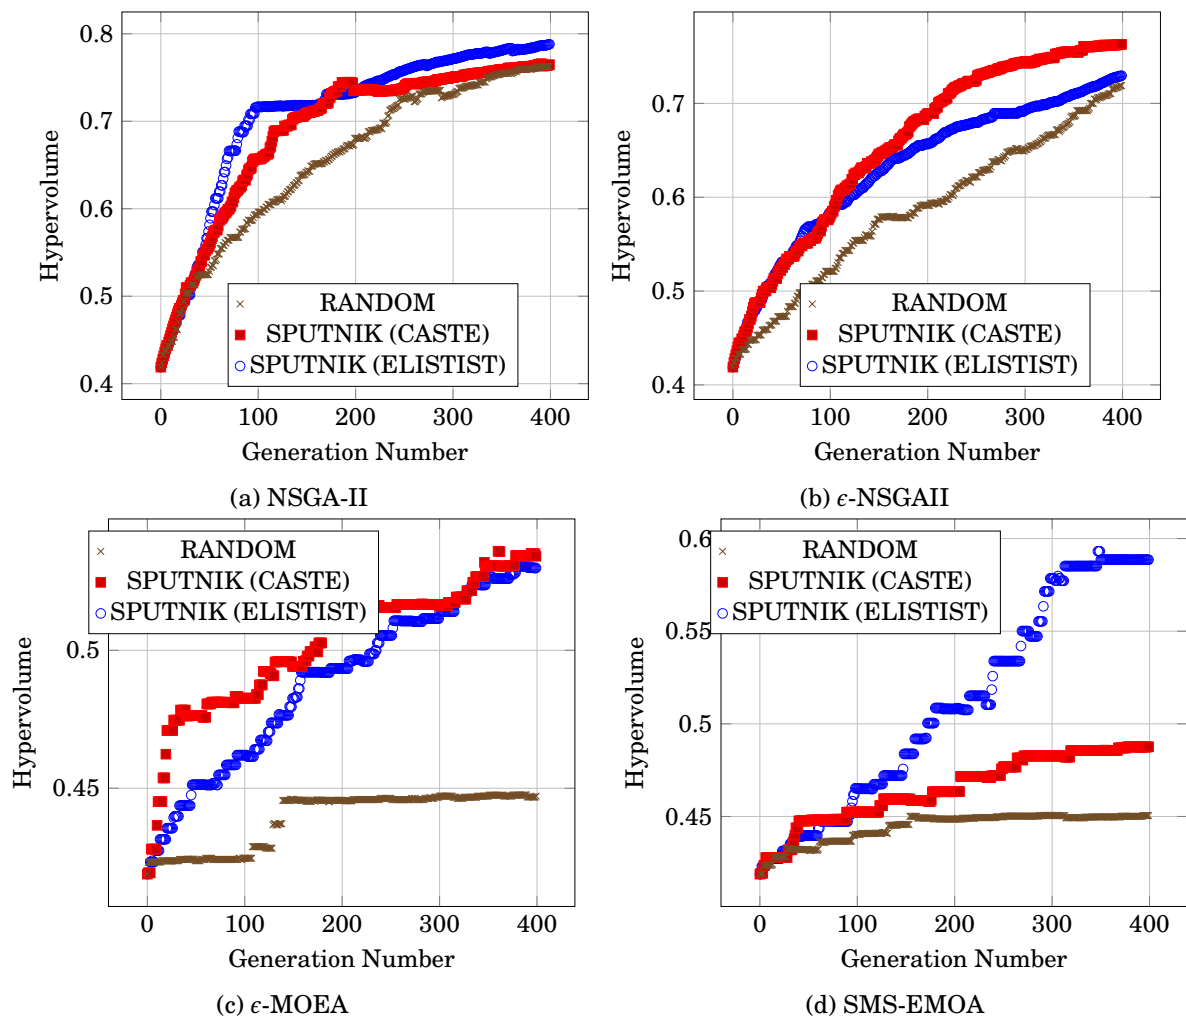 0.8
0.7
0.6
0.5
0.4
Hypervolume
RANDOM
SPUTNIK (CASTE)
SPUTNIK (ELISTIST)
0 100 200 300 400
Generation Number
(a) NSGA-II
0.7
0.6
0.5
0.4
Hypervolume
RANDOM
SPUTNIK (CASTE)
SPUTNIK (ELISTIST)
0 100 200 300 400
Generation Number
(b) ϵ-NSGAII
RANDOM
SPUTNIK (CASTE)
SPUTNIK (ELISTIST)
0.5
0.45
Hypervolume
0 100 200 300 400
Generation Number
(c) ϵ-MOEA
0.6
RANDOM
SPUTNIK (CASTE)
SPUTNIK (ELISTIST)
0.55
0.5
0.45
Hypervolume
0 100 200 300 400
Generation Number
(d) SMS-EMOA